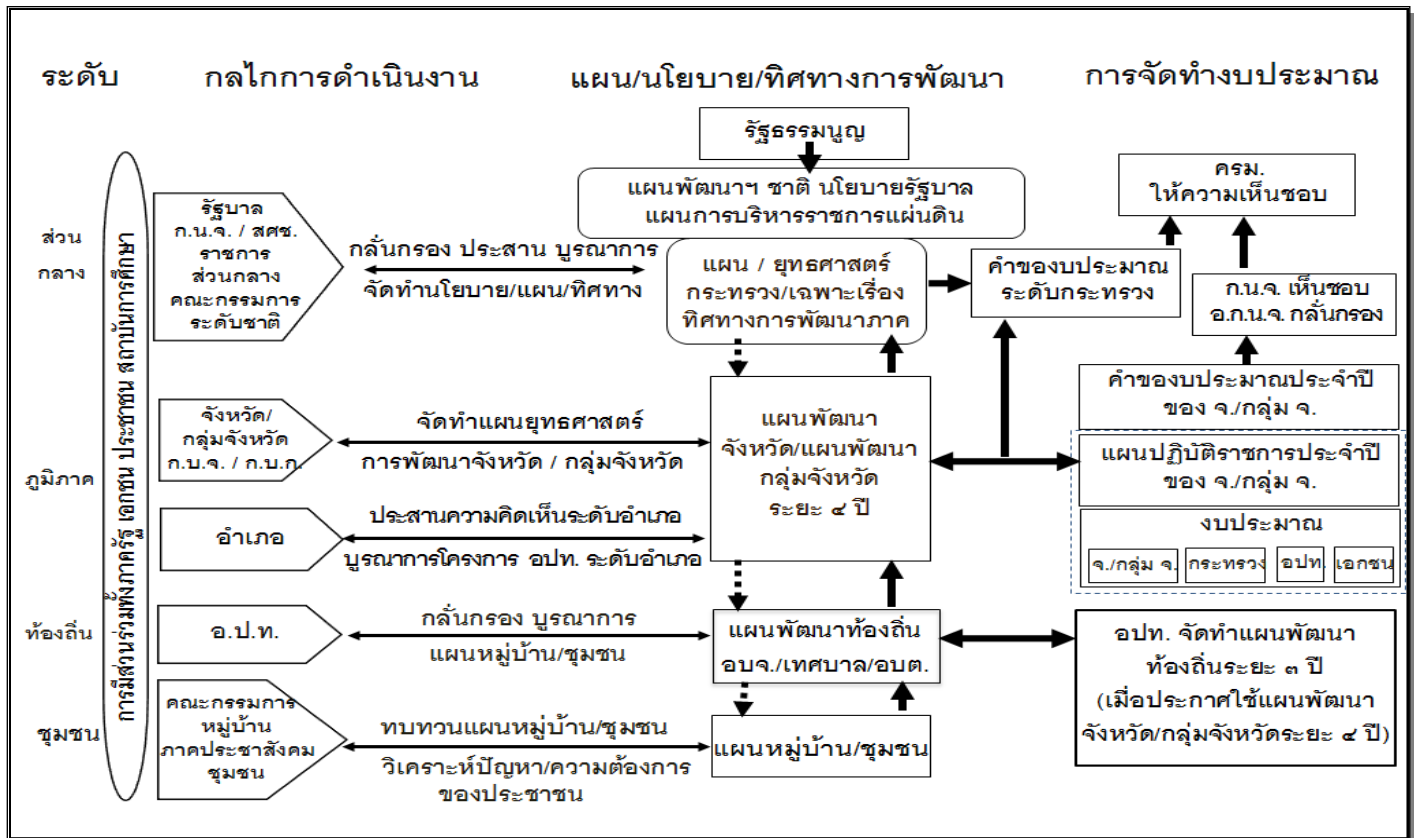 ระดับ
กลไกการดำเนินงาน
แผน/นโยบาย/ทิศทางการพัฒนา
การจัดทำงบประมาณ
การมีส่วนร่วมทั้งภาครัฐ เอกชน ประชาชน สถาบันการศึกษา
รัฐธรรมนูญ
แผนพัฒนาฯ ชาติ นโยบายรัฐบาล
แผนการบริหารราชการแผ่นดิน
ครม.
ให้ความเห็นชอบ
ส่วน
กลาง
รัฐบาล
ก.น.จ. / สศช.
ราชการ
ส่วนกลาง
คณะกรรมการ
ระดับชาติ
กลั่นกรอง ประสาน บูรณาการ
จัดทำนโยบาย/แผน/ทิศทาง
แผน / ยุทธศาสตร์
กระทรวง/เฉพาะเรื่อง
ทิศทางการพัฒนาภาค
คำของบประมาณ
ระดับกระทรวง
ก.น.จ. เห็นชอบ
อ.ก.น.จ. กลั่นกรอง
คำของบประมาณประจำปี
ของ จ./กลุ่ม จ.
ภูมิภาค
จังหวัด/
กลุ่มจังหวัด
ก.บ.จ. / ก.บ.ก.
จัดทำแผนยุทธศาสตร์
การพัฒนาจังหวัด / กลุ่มจังหวัด
แผนพัฒนา
จังหวัด/แผนพัฒนา
กลุ่มจังหวัด
ระยะ ๔ ปี
แผนปฏิบัติราชการประจำปี
ของ จ./กลุ่ม จ.
อำเภอ
ประสานความคิดเห็นระดับอำเภอ
บูรณาการโครงการ อปท. ระดับอำเภอ
งบประมาณ
จ./กลุ่ม จ.
กระทรวง
อปท.
เอกชน
ท้องถิ่น
อ.ป.ท.
กลั่นกรอง บูรณาการ
แผนหมู่บ้าน/ชุมชน
แผนพัฒนาท้องถิ่น
อบจ./เทศบาล/อบต.
อปท. จัดทำแผนพัฒนา
ท้องถิ่นระยะ ๓ ปี
(เมื่อประกาศใช้แผนพัฒนา
จังหวัด/กลุ่มจังหวัดระยะ ๔ ปี)
ชุมชน
คณะกรรมการ
หมู่บ้าน
ภาคประชาสังคม
ชุมชน
ทบทวนแผนหมู่บ้าน/ชุมชน
วิเคราะห์ปัญหา/ความต้องการ
ของประชาชน
แผนหมู่บ้าน/ชุมชน